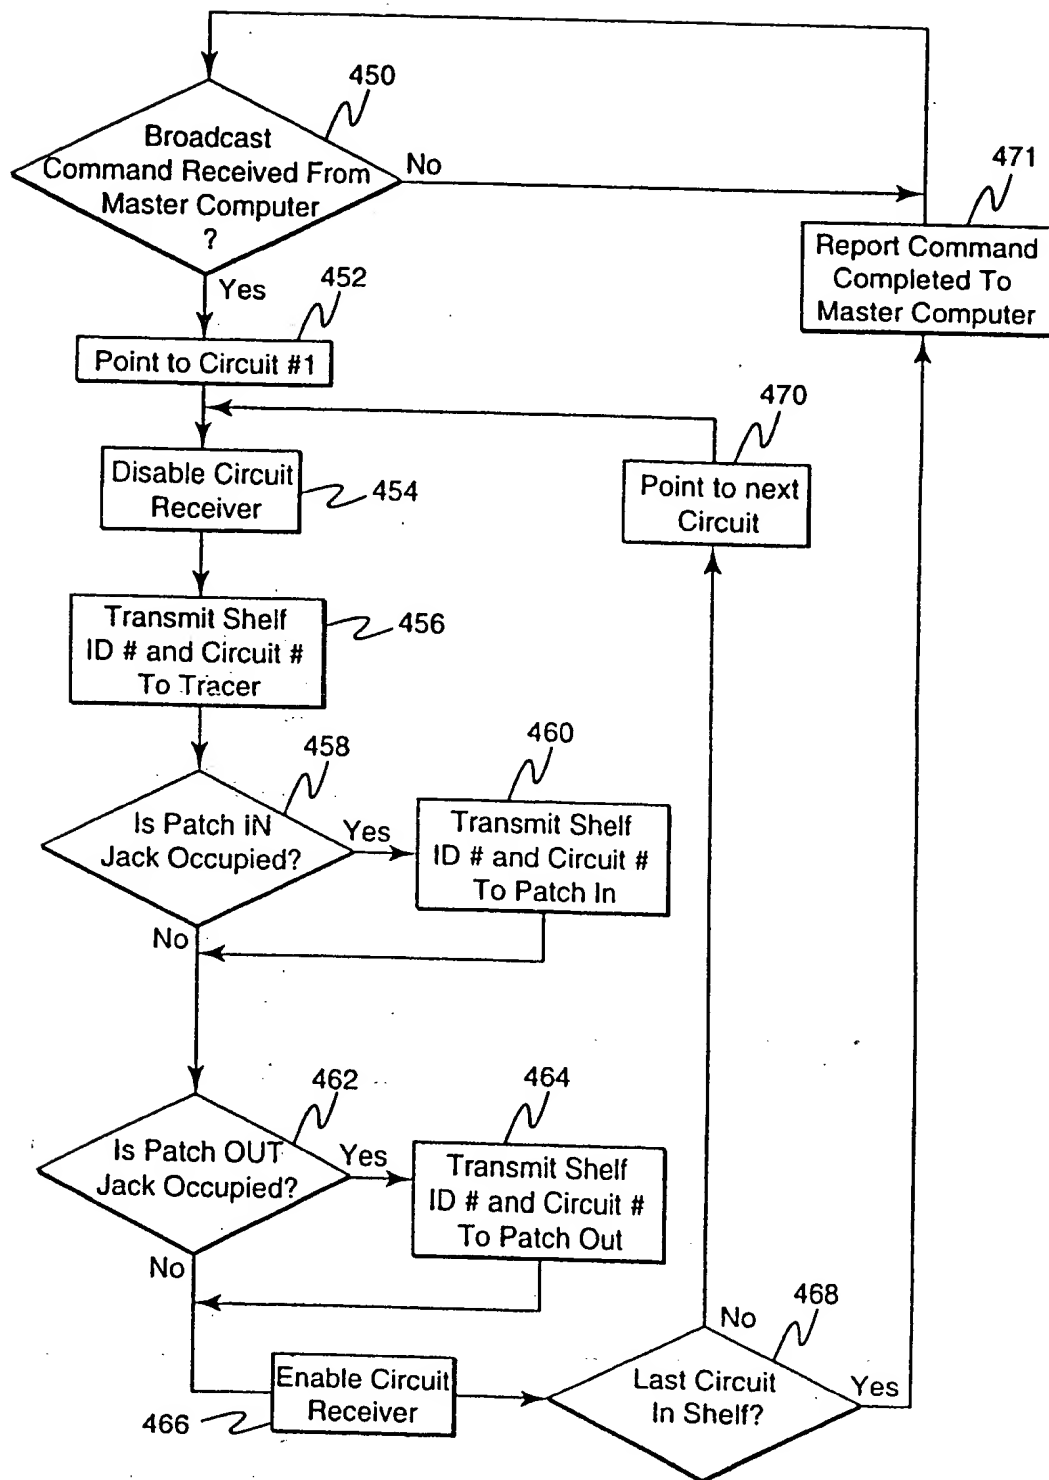 450
Broadcast
Command Received From
Master Computer
?
No
Yes
471
Report Command
Completed To
Master Computer
452
Point to Circuit #1
470
Point to next
Circuit
Disable Circuit
Receiver
454
Transmit Shelf
ID # and Circuit #
To Tracer
456
458
Is Patch IN
Jack Occupied?
Yes
No
460
Transmit Shelf
ID # and Circuit #
To Patch In
462
Is Patch OUT
Jack Occupied?
Yes
No
464
Transmit Shelf
ID # and Circuit #
To Patch Out
Enable Circuit
Receiver
466
468
No
Last Circuit
In Shelf?
Yes